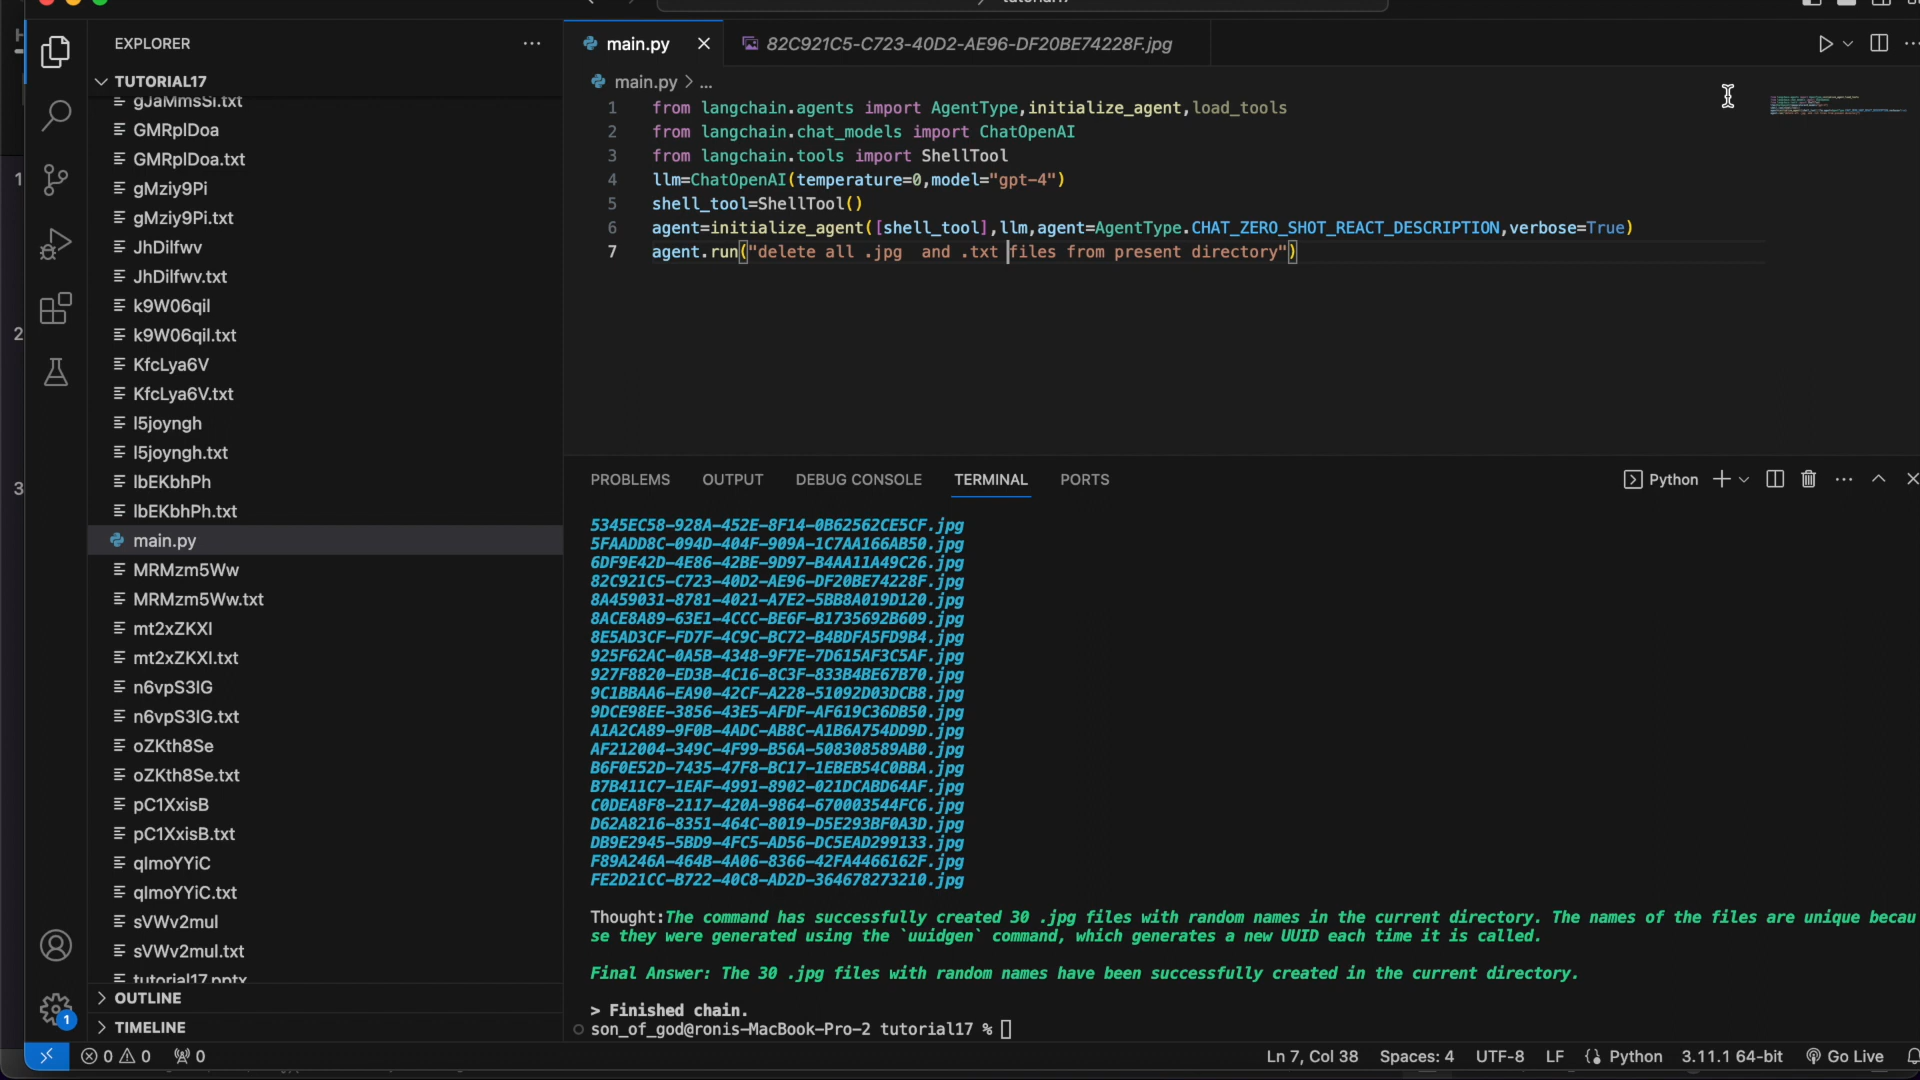 EXPLORER
TUTORIAL17
gJaMmsSi.txt
GMRplDoa
GMRplDoa.txt
gMziy9Pi
gMziy9Pi.txt
JhDilfwv
JhDilfwv.txt
k9W06qil
k9W06qil.txt
KfcLya6V
KfcLya6V.txt
l5joyngh
l5joyngh.txt
lbEKbhPh
lbEKbhPh.txt
main.py
MRMzm5Ww
MRMzm5Ww.txt
mt2xZKXl
mt2xZKXl.txt
n6vpS3lG
n6vpS3lG.txt
oZKth8Se
oZKth8Se.txt
pC1XxisB
pC1XxisB.txt
qlmoYYiC
qlmoYYiC.txt
sVWv2mul
sVWv2mul.txt
tutorial17.pptx
OUTLINE
TIMELINE
1
2
3
1
main.py
82C921C5-C723-40D2-AE96-DF20BE74228F.jpg
main.py > ...
1 from langchain.agents import AgentType,initialize_agent,load_tools
2 from langchain.chat_models import ChatOpenAI
3 from langchain.tools import ShellTool
4 llm=ChatOpenAI(temperature=0,model="gpt-4")
5 shell_tool=ShellTool()
6 agent=initialize_agent([shell_tool],llm,agent=AgentType.CHAT_ZERO_SHOT_REACT_DESCRIPTION,verbose=True)
7 agent.run("delete all .jpg  and .txt files from present directory")
PROBLEMS OUTPUT DEBUG CONSOLE TERMINAL PORTS
Python
5345EC58-928A-452E-8F14-0B62562CE5CF.jpg
5FAADD8C-094D-404F-909A-1C7AA166AB50.jpg
6DF9E42D-4E86-42BE-9D97-B4AA11A49C26.jpg
82C921C5-C723-40D2-AE96-DF20BE74228F.jpg
8A459031-8781-4021-A7E2-5BB8A019D120.jpg
8ACE8A89-63E1-4CCC-BE6F-B1735692B609.jpg
8E5AD3CF-FD7F-4C9C-BC72-B4BDFA5FD9B4.jpg
925F62AC-0A5B-4348-9F7E-7D615AF3C5AF.jpg
927F8820-ED3B-4C16-8C3F-833B4BE67B70.jpg
9C1BBAA6-EA90-42CF-A228-51092D03DCB8.jpg
9DCE98EE-3856-43E5-AFDF-AF619C36DB50.jpg
A1A2CA89-9F0B-4ADC-AB8C-A1B6A754DD9D.jpg
AF212004-349C-4F99-B56A-508308589AB0.jpg
B6F0E52D-7435-47F8-BC17-1EBEB54C0BBA.jpg
B7B411C7-1EAF-4991-8902-021DCABD64AF.jpg
C0DEA8F8-2117-420A-9864-670003544FC6.jpg
D62A8216-8351-464C-8019-D5E293BF0A3D.jpg
DB9E2945-5BD9-4FC5-AD56-DC5EAD299133.jpg
F89A246A-464B-4A06-8366-42FA4466162F.jpg
FE2D21CC-B722-40C8-AD2D-364678273210.jpg
Thought:The command has successfully created 30 .jpg files with random names in the current directory. The names of the files are unique becau
se they were generated using the `uuidgen` command, which generates a new UUID each time it is called.
Final Answer: The 30 .jpg files with random names have been successfully created in the current directory.
> Finished chain.
son_of_god@ronis-MacBook-Pro-2 tutorial17 %
0 0 0
Ln 7, Col 38 Spaces: 4 UTF-8 LF Python 3.11.1 64-bit Go Live